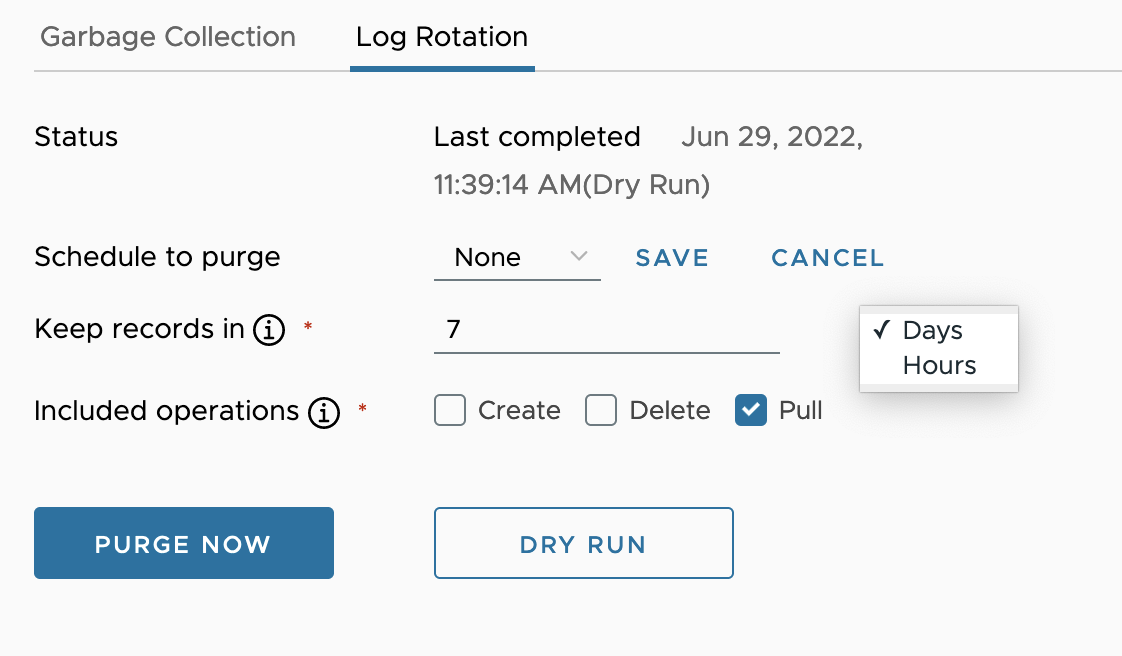 Garbage Collection Log Rotation
Status Last completed Jun 29, 2022,
11:39:14 AM(Dry Run)
Schedule to purge None SAVE CANCEL
Keep records in * 7 Days
Hours
Included operations * Create Delete Pull
PURGE NOW DRY RUN